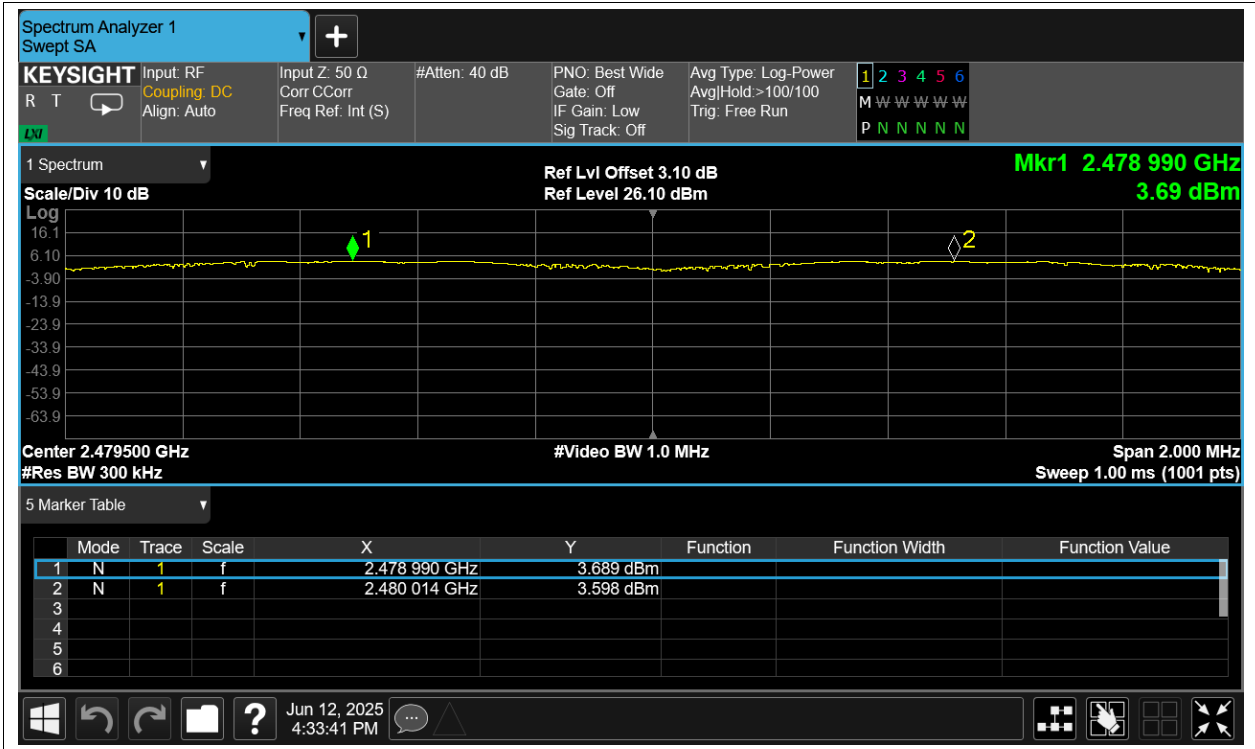 Spectrum Analyzer 1
Swept SA
KEYSIGHT
R T
LXI
Input: RF
Coupling: DC
Align: Auto
Input Z: 50 Ω
Corr CCorr
Freq Ref: Int (S)
#Atten: 40 dB
PNO: Best Wide
Gate: Off
IF Gain: Low
Sig Track: Off
Avg Type: Log-Power
Avg|Hold:>100/100
Trig: Free Run
1 2 3 4 5 6
M W W W W W
P N N N N N
1 Spectrum
Scale/Div 10 dB
Ref Lvl Offset 3.10 dB
Ref Level 26.10 dBm
Mkr1 2.478 990 GHz
3.69 dBm
Log
16.1
6.10
-3.90
-13.9
-23.9
-33.9
-43.9
-53.9
-63.9
1
2
Center 2.479500 GHz
#Res BW 300 kHz
#Video BW 1.0 MHz
Span 2.000 MHz
Sweep 1.00 ms (1001 pts)
5 Marker Table
Mode Trace Scale X Y Function Function Width Function Value
1 N 1 f 2.478 990 GHz 3.689 dBm
2 N 1 f 2.480 014 GHz 3.598 dBm
3
4
5
6
?
Jun 12, 2025
4:33:41 PM